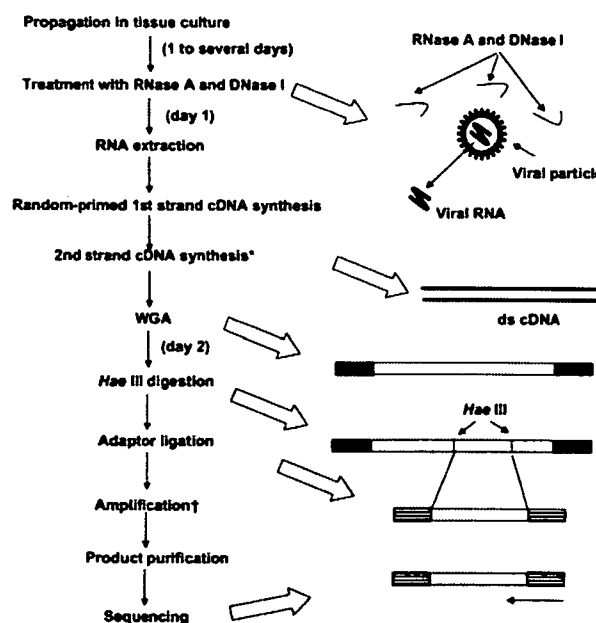 Propagation in tissue culture
(1 to several days)
Treatment with RNase A and DNase I
(day 1)
RNA extraction
Random-primed 1st strand cDNA synthesis
2nd strand cDNA synthesis*
WGA
(day 2)
Hae III digestion
Adaptor ligation
Amplification†
Product purification
Sequencing
RNase A and DNase I
Viral particle
Viral RNA
ds cDNA
Hae III